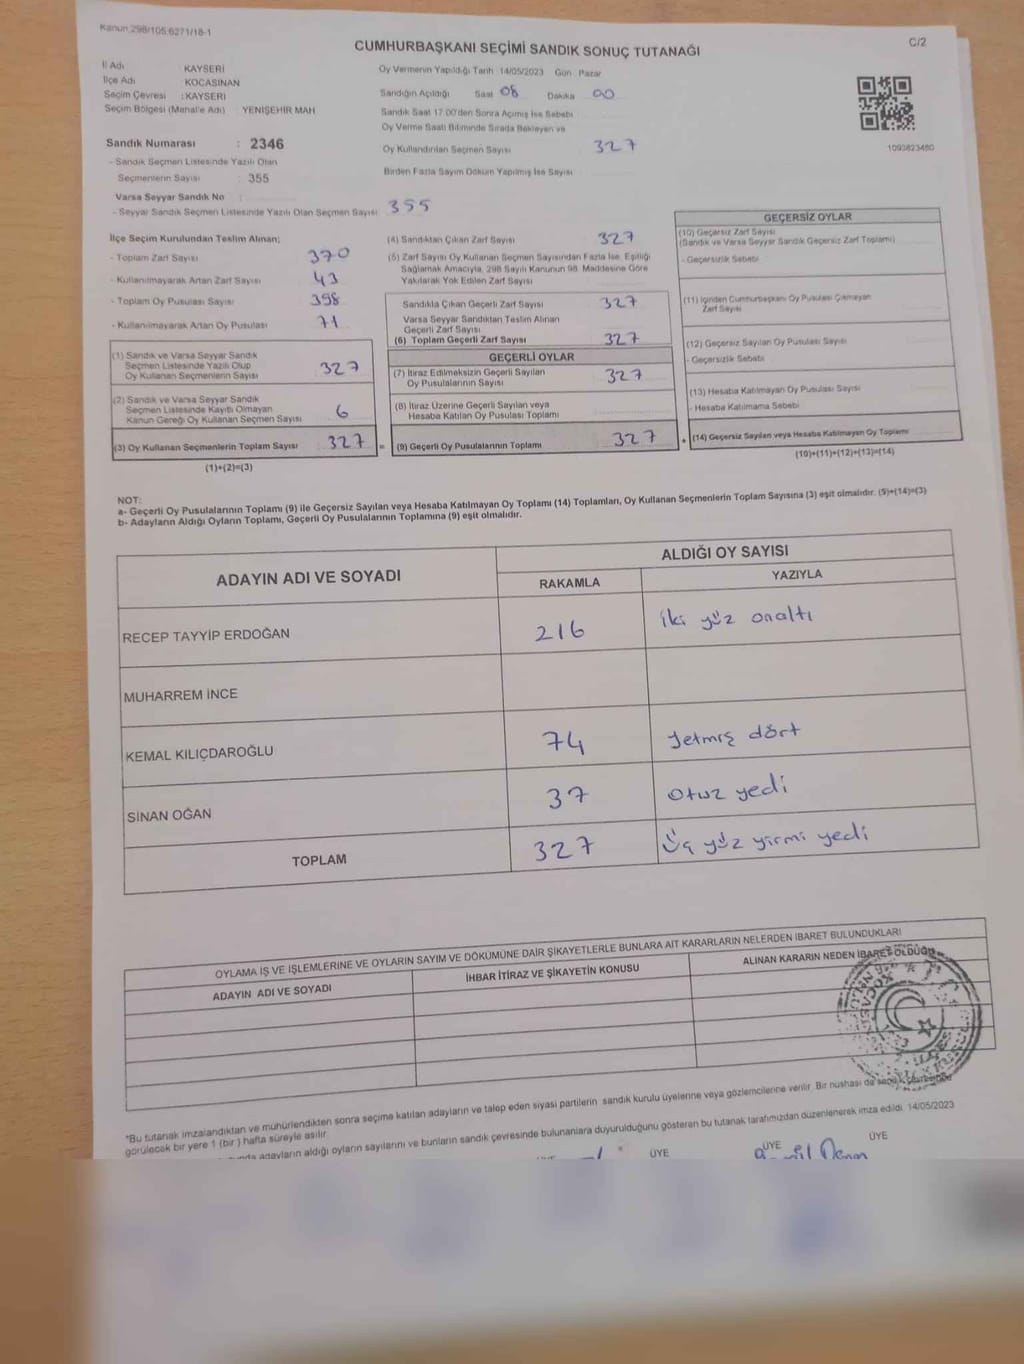 Kanun:298/105.6271/18-1
C/2
CUMHURBAŞKANI SEÇİMİ SANDIK SONUÇ TUTANAĞI
İl Adı KAYSERİ
İlçe Adı KOCASİNAN
Seçim Çevresi :KAYSERİ
Seçim Bölgesi (Mahalle Adı) : YENİŞEHİR MAH
Sandık Numarası : 2346
- Sandık Seçmen Listesinde Yazılı Olan
Seçmenlerin Sayısı : 355
Varsa Seyyar Sandık No :
- Seyyar Sandık Seçmen Listesinde Yazılı Olan Seçmen Sayısı: 355
Oy Vermenin Yapıldığı Tarih :14/05/2023 Gün : Pazar
Sandığın Açıldığı Saat 08 Dakika 00
Sandık Saat 17:00'den Sonra Açımış İse Sebebi
Oy Verme Saati Bitiminde Sırada Bekleyen ve
Oy Kullandırılan Seçmen Sayısı 327
Birden Fazla Sayım Döküm Yapılmış İse Sayısı
1093823480
İlçe Seçim Kurulundan Teslim Alınan;
- Toplam Zarf Sayısı 370
- Kullanılmayarak Artan Zarf Sayısı 43
- Toplam Oy Pusulası Sayısı 398
- Kullanılmayarak Artan Oy Pusulası 71
(1) Sandık ve Varsa Seyyar Sandık
Seçmen Listesinde Yazılı Olup
Oy Kullanan Seçmenlerin Sayısı 327
(2) Sandık ve Varsa Seyyar Sandık
Seçmen Listesinde Kayıtlı Olmayan
Kanun Gereği Oy Kullanan Seçmen Sayısı 6
(3) Oy Kullanan Seçmenlerin Toplam Sayısı 327 =
(1)+(2)=(3)
(4) Sandıktan Çıkan Zarf Sayısı 327
(5) Zarf Sayısı Oy Kullanan Seçmen Sayısından Fazla İse, Eşitliği
Sağlamak Amacıyla, 298 Sayılı Kanunun 98. Maddesine Göre
Yakılarak Yok Edilen Zarf Sayısı
Sandıkta Çıkan Geçerli Zarf Sayısı 327
Varsa Seyyar Sandıktan Teslim Alınan
Geçerli Zarf Sayısı
(6) Toplam Geçerli Zarf Sayısı 327
GEÇERLİ OYLAR
(7) İtiraz Edilmeksizin Geçerli Sayılan
Oy Pusulalarının Sayısı 327
(8) İtiraz Üzerine Geçerli Sayılan veya
Hesaba Katılan Oy Pusulası Toplamı
(9) Geçerli Oy Pusulalarının Toplamı 327 +
GEÇERSİZ OYLAR
(10) Geçersiz Zarf Sayısı
(Sandık ve Varsa Seyyar Sandık Geçersiz Zarf Toplamı)
- Geçersizlik Sebebi
(11) İçinden Cumhurbaşkanı Oy Pusulası Çıkmayan
Zarf Sayısı
(12) Geçersiz Sayılan Oy Pusulası Sayısı
- Geçersizlik Sebebi
(13) Hesaba Katılmayan Oy Pusulası Sayısı
- Hesaba Katılmama Sebebi
(14) Geçersiz Sayılan veya Hesaba Katılmayan Oy Toplamı
(10)+(11)+(12)+(13)=(14)
NOT:
a- Geçerli Oy Pusulalarının Toplamı (9) ile Geçersiz Sayılan veya Hesaba Katılmayan Oy Toplamı (14) Toplamları, Oy Kullanan Seçmenlerin Toplam Sayısına (3) eşit olmalıdır. (9)+(14)=(3)
b- Adayların Aldığı Oyların Toplamı, Geçerli Oy Pusulalarının Toplamına (9) eşit olmalıdır.
ADAYIN ADI VE SOYADI
ALDIĞI OY SAYISI
RAKAMLA YAZIYLA
RECEP TAYYİP ERDOĞAN 216 iki yüz onaltı
MUHARREM İNCE
KEMAL KILIÇDAROĞLU 74 Yetmiş dört
SİNAN OĞAN 37 Otuz yedi
TOPLAM 327 Üç yüz yirmi yedi
OYLAMA İŞ VE İŞLEMLERİNE VE OYLARIN SAYIM VE DÖKÜMÜNE DAİR ŞİKAYETLERLE BUNLARA AİT KARARLARIN NELERDEN İBARET BULUNDUKLARI
ADAYIN ADI VE SOYADI
İHBAR İTİRAZ VE ŞİKAYETİN KONUSU
ALINAN KARARIN NEDEN İBARET OLDUĞU
*Bu tutanak imzalandıktan ve mühürlendikten sonra seçime katılan adayların ve talep eden siyasi partilerin sandık kurulu üyelerine veya gözlemcilerine verilir. Bir nüshası da
görülecek bir yere 1 (bir) hafta süreyle asılır.
adayların aldığı oyların sayılarını ve bunların sandık çevresinde bulunanlara duyurulduğunu gösteren bu tutanak tarafımızdan düzenlenerek imza edildi. 14/05/2023
ÜYE ÜYE ÜYE